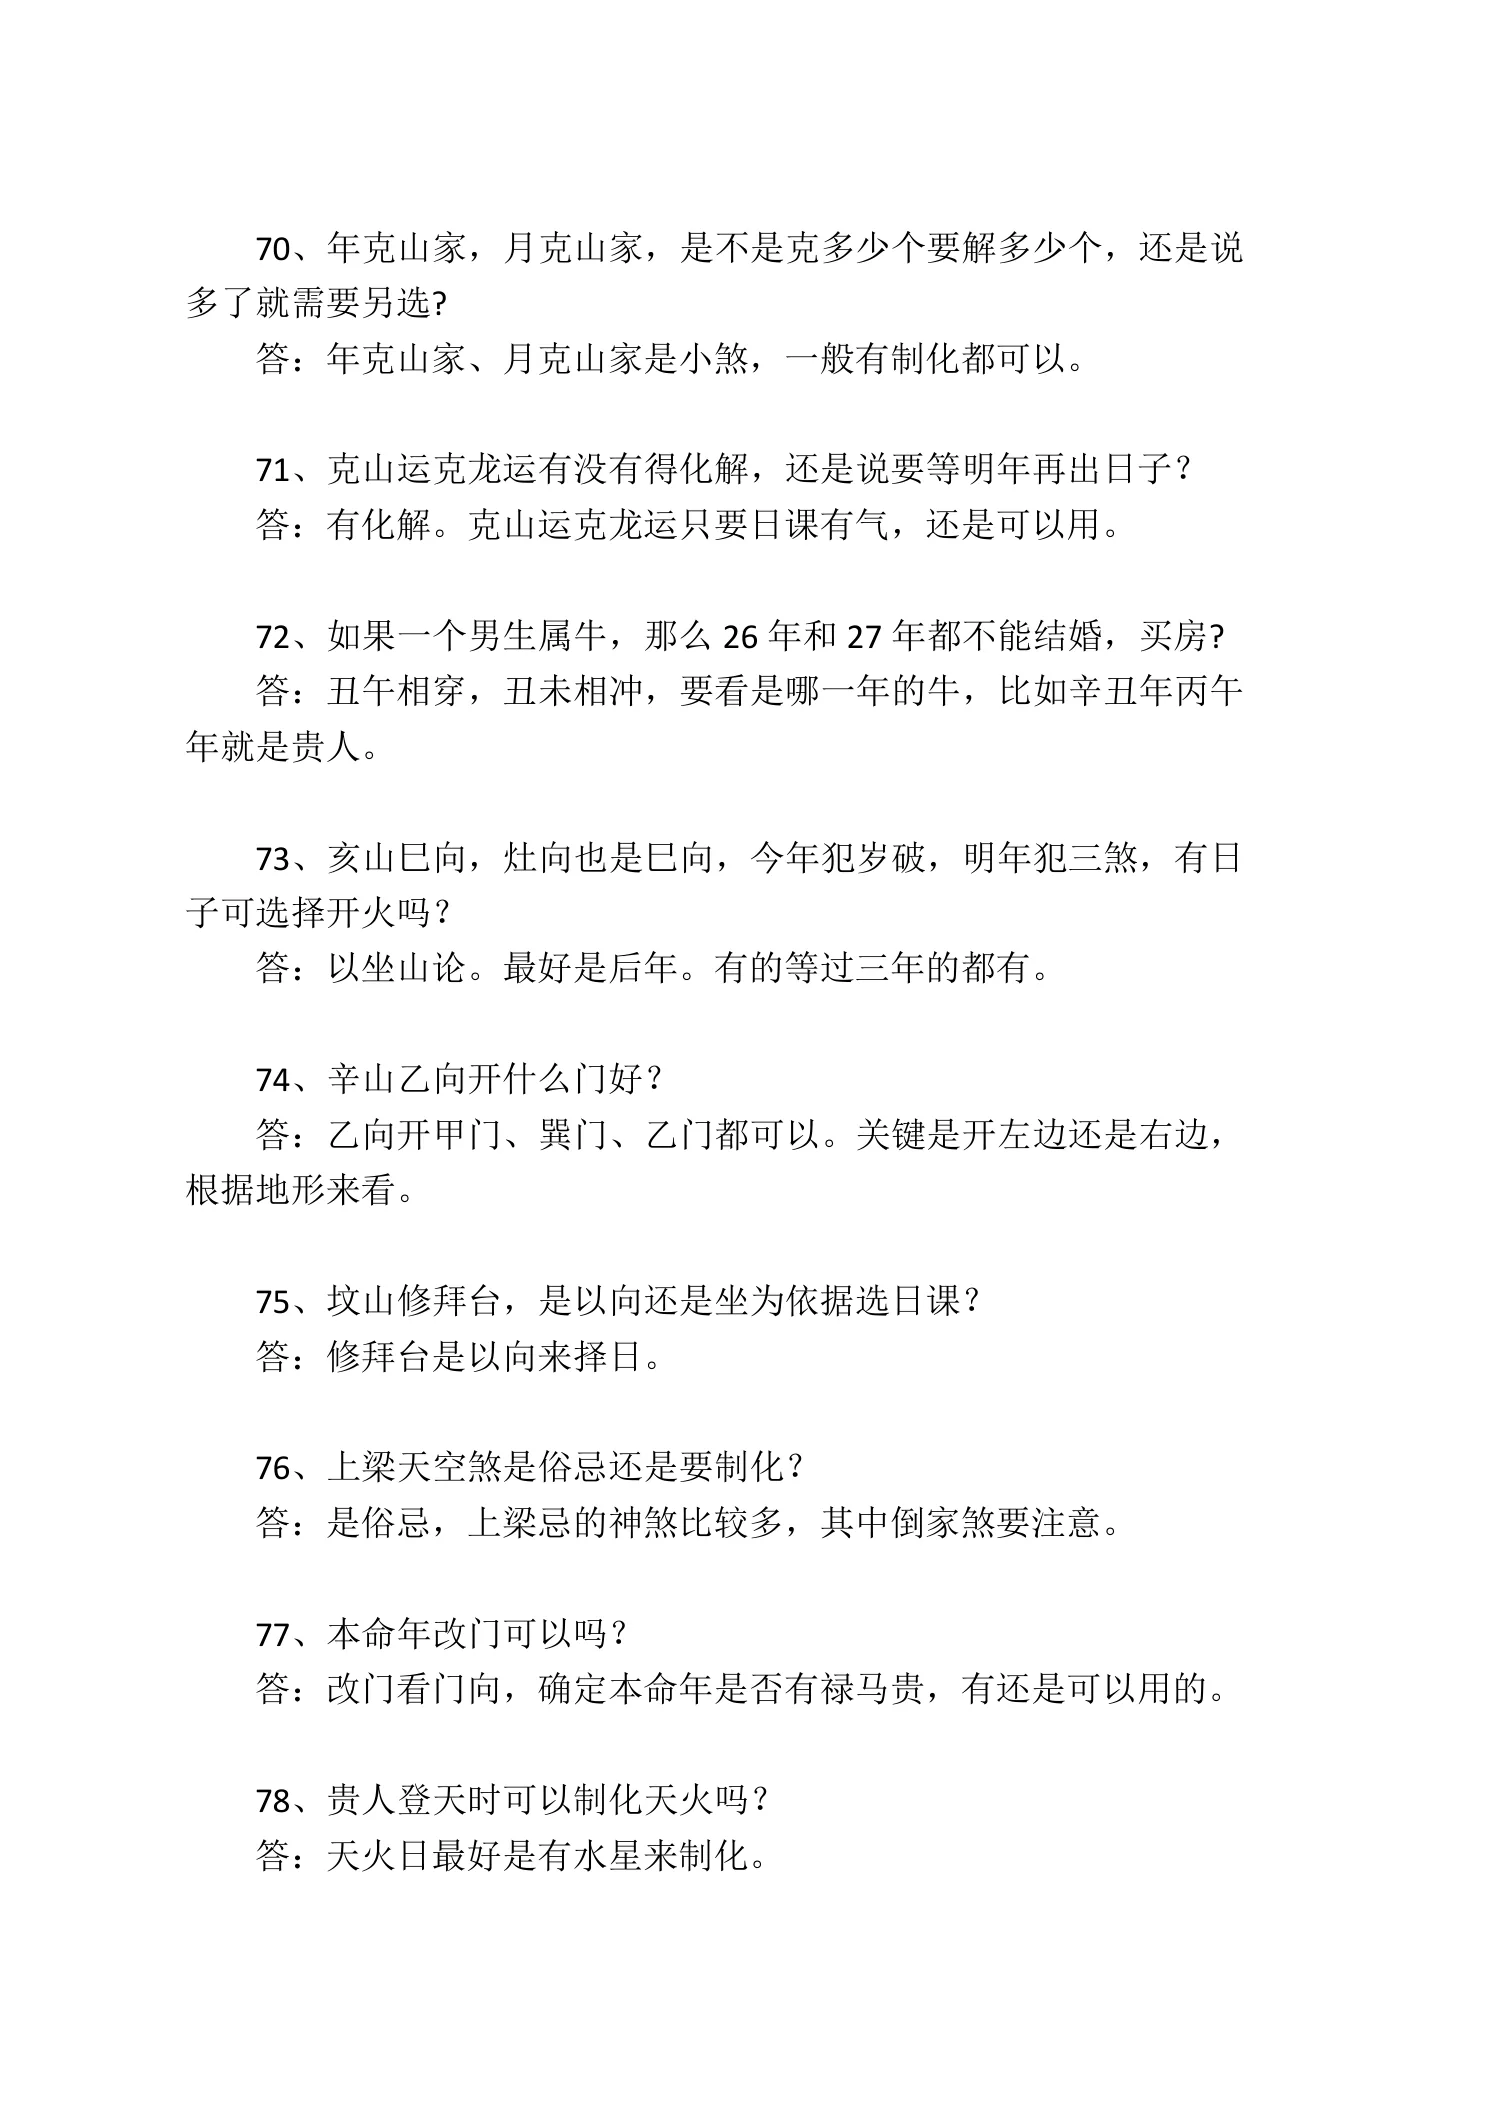 70、年克山家，月克山家，是不是克多少个要解多少个，还是说
多了就需要另选?
答：年克山家、月克山家是小煞，一般有制化都可以。
71、克山运克龙运有没有得化解，还是说要等明年再出日子？
答：有化解。克山运克龙运只要日课有气，还是可以用。
72、如果一个男生属牛，那么 26 年和 27 年都不能结婚，买房?
答：丑午相穿，丑未相冲，要看是哪一年的牛，比如辛丑年丙午
年就是贵人。
73、亥山巳向，灶向也是巳向，今年犯岁破，明年犯三煞，有日
子可选择开火吗？
答：以坐山论。最好是后年。有的等过三年的都有。
74、辛山乙向开什么门好？
答：乙向开甲门、巽门、乙门都可以。关键是开左边还是右边，
根据地形来看。
75、坟山修拜台，是以向还是坐为依据选日课？
答：修拜台是以向来择日。
76、上梁天空煞是俗忌还是要制化？
答：是俗忌，上梁忌的神煞比较多，其中倒家煞要注意。
77、本命年改门可以吗？
答：改门看门向，确定本命年是否有禄马贵，有还是可以用的。
78、贵人登天时可以制化天火吗？
答：天火日最好是有水星来制化。